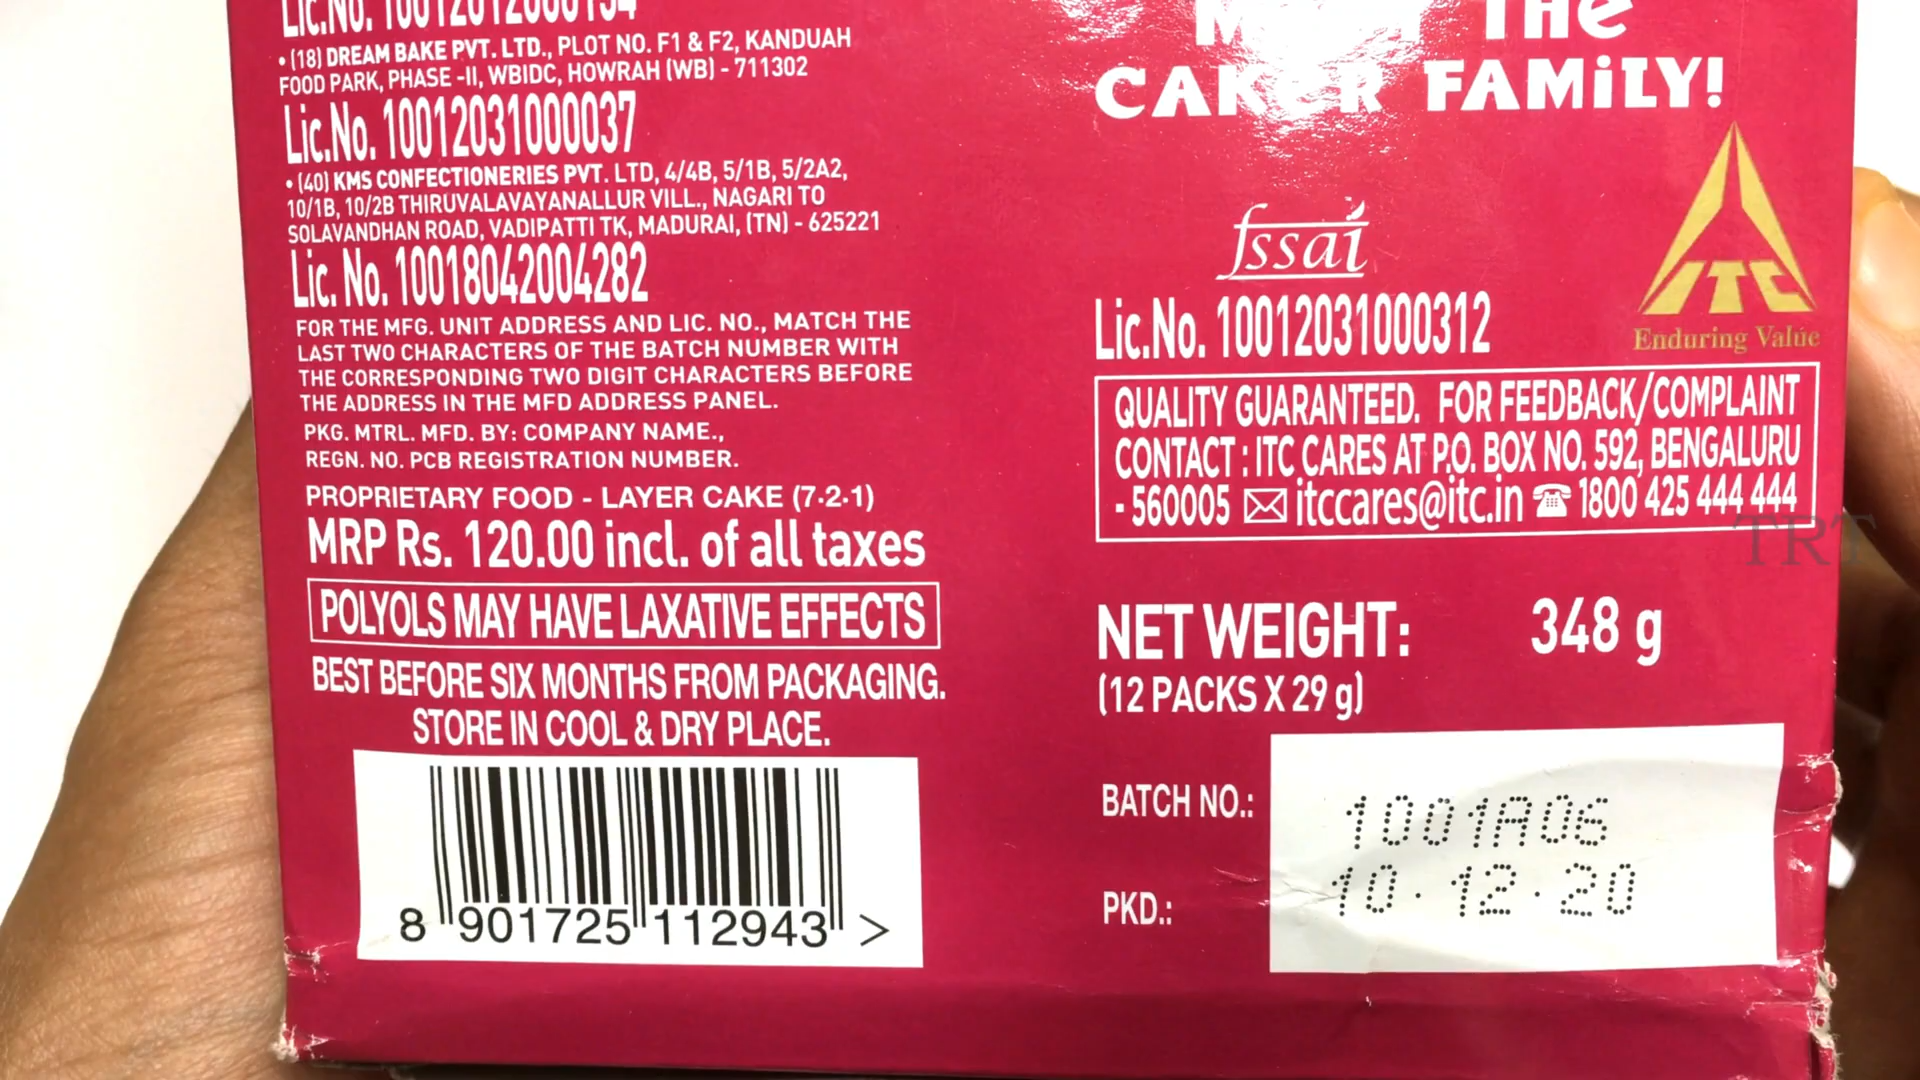 Lic.No. 10012012000154
• (18) DREAM BAKE PVT. LTD., PLOT NO. F1 & F2, KANDUAH
FOOD PARK, PHASE -II, WBIDC, HOWRAH (WB) - 711302
Lic.No. 10012031000037
• (40) KMS CONFECTIONERIES PVT. LTD, 4/4B, 5/1B, 5/2A2,
10/1B, 10/2B THIRUVALAVAYANALLUR VILL., NAGARI TO
SOLAVANDHAN ROAD, VADIPATTI TK, MADURAI, (TN) - 625221
Lic. No. 10018042004282
FOR THE MFG. UNIT ADDRESS AND LIC. NO., MATCH THE
LAST TWO CHARACTERS OF THE BATCH NUMBER WITH
THE CORRESPONDING TWO DIGIT CHARACTERS BEFORE
THE ADDRESS IN THE MFD ADDRESS PANEL.
PKG. MTRL. MFD. BY: COMPANY NAME.,
REGN. NO. PCB REGISTRATION NUMBER.
PROPRIETARY FOOD - LAYER CAKE (7.2.1)
MRP Rs. 120.00 incl. of all taxes
POLYOLS MAY HAVE LAXATIVE EFFECTS
BEST BEFORE SIX MONTHS FROM PACKAGING.
STORE IN COOL & DRY PLACE.
8 901725 112943 >
THe
CAKER FAMiLY!
fssai
ITC
Enduring Value
Lic.No. 10012031000312
QUALITY GUARANTEED. FOR FEEDBACK/COMPLAINT
CONTACT : ITC CARES AT P.O. BOX NO. 592, BENGALURU
- 560005 itccares@itc.in 1800 425 444 444
TRT
NET WEIGHT: 348 g
(12 PACKS X 29 g)
BATCH NO.: 1001A06
PKD.: 10.12.20